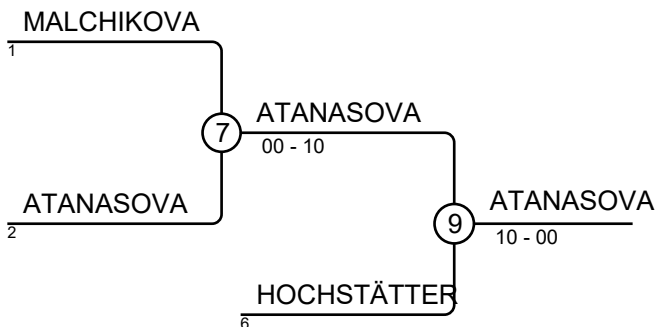 MALCHIKOVA
1
7
ATANASOVA
00 - 10
ATANASOVA
2
9
ATANASOVA
10 - 00
HOCHSTÄTTER
6